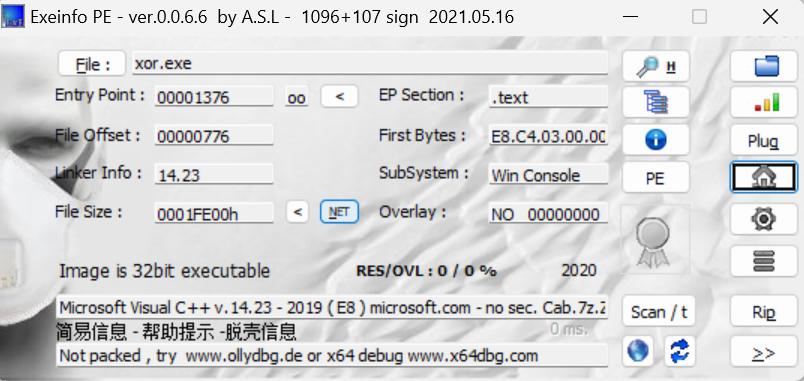 Exeinfo PE - ver.0.0.6.6 by A.S.L - 1096+107 sign 2021.05.16
File : xor.exe H
Entry Point : 00001376 oo < EP Section : .text
File Offset : 00000776 First Bytes : E8.C4.03.00.00 Plug
Linker Info : 14.23 SubSystem : Win Console PE
File Size : 0001FE00h < NET Overlay : NO 00000000
Image is 32bit executable RES/OVL : 0 / 0 % 2020
Microsoft Visual C++ v.14.23 - 2019 ( E8 ) microsoft.com - no sec. Cab.7z.Z Scan / t Rip
简易信息 - 帮助提示 -脱壳信息 0 ms.
Not packed , try www.ollydbg.de or x64 debug www.x64dbg.com >>